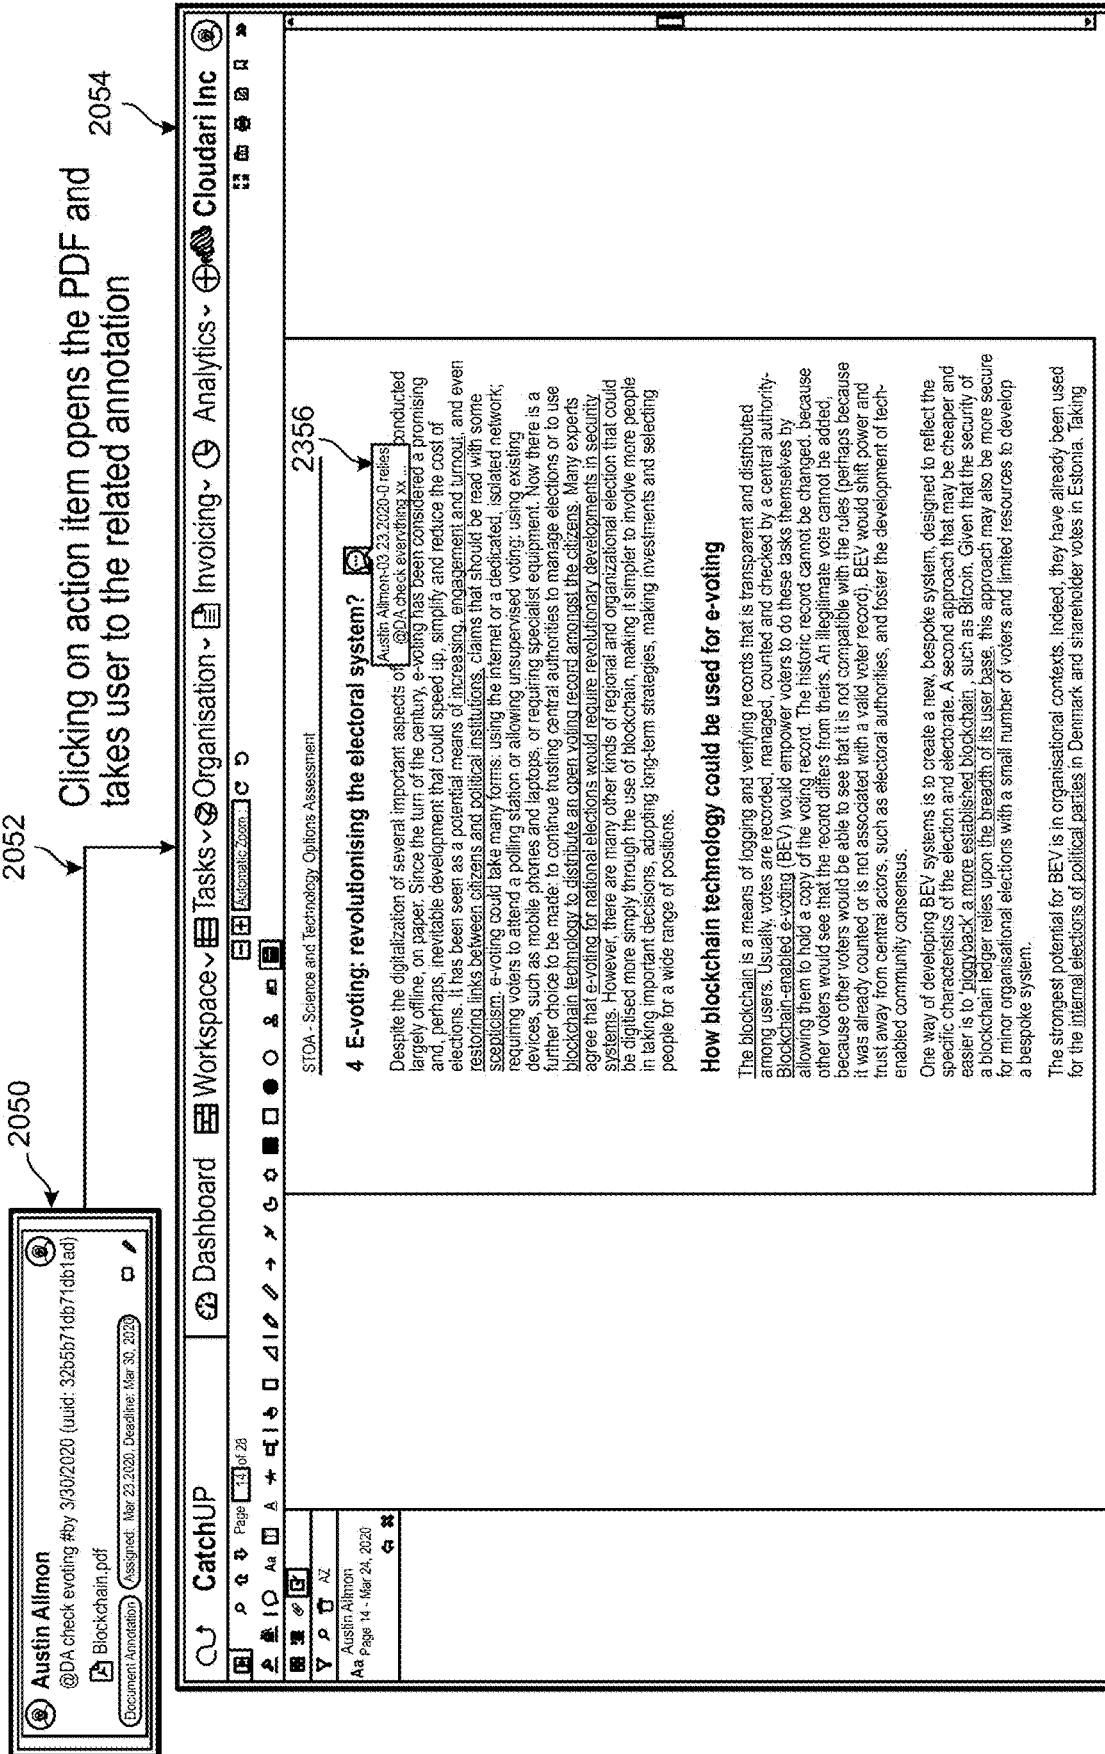 2050
2052
Clicking on action item opens the PDF and
takes user to the related annotation
2054
Austin Allmon
@DA check evoting #by 3/30/2020 (uuid: 32b5b71db71db1ad)
Blockchain.pdf
Document Annotation
Assigned: Mar 23,2020, Deadline: Mar 30, 2020
CatchUP
Dashboard
Workspace
Tasks
Organisation
Invoicing
Analytics
Cloudari Inc
Page 14 of 28
Automatic Zoom
Aa
A
AZ
Austin Allmon
Aa Page 14 - Mar 24, 2020
2356
STOA - Science and Technology Options Assessment
4 E-voting: revolutionising the electoral system?
Austin Allmon-03.23.2020-0 relies
@DA check everything xx ...
Despite the digitalization of several important aspects of conducted
largely offline, on paper. Since the turn of the century, e-voting has been considered a promising
and, perhaps, inevitable development that could speed up, simplify and reduce the cost of
elections. It has been seen as a potential means of increasing, engagement and turnout, and even
restoring links between citizens and political institutions, claims that should be read with some
scepticism. e-voting could take many forms: using the internet or a dedicated, isolated network;
requiring voters to attend a polling station or allowing unsupervised voting; using existing
devices, such as mobile phones and laptops, or requiring specialist equipment. Now there is a
further choice to be made: to continue trusting central authorities to manage elections or to use
blockchain technology to distribute an open voting record amongst the citizens. Many experts
agree that e-voting for national elections would require revolutionary developments in security
systems. However, there are many other kinds of regional and organizational election that could
be digitised more simply through the use of blockchain, making it simpler to involve more people
in taking important decisions, adopting long-term strategies, making investments and selecting
people for a wide range of positions.
How blockchain technology could be used for e-voting
The blockchain is a means of logging and verifying records that is transparent and distributed
among users. Usually, votes are recorded, managed, counted and checked by a central authority-
Blockchain-enabled e-voting (BEV) would empower voters to do these tasks themselves by
allowing them to hold a copy of the voting record. The historic record cannot be changed, because
other voters would see that the record differs from theirs. An illegitimate vote cannot be added,
because other voters would be able to see that it is not compatible with the rules (perhaps because
it was already counted or is not associated with a valid voter record). BEV would shift power and
trust away from central actors, such as electoral authorities, and foster the development of tech-
enabled community consensus.
One way of developing BEV systems is to create a new, bespoke system, designed to reflect the
specific characteristics of the election and electorate. A second approach that may be cheaper and
easier is to 'piggyback' a more established blockchain , such as Bitcoin. Given that the security of
a blockchain ledger relies upon the breadth of its user base, this approach may also be more secure
for minor organisational elections with a small number of voters and limited resources to develop
a bespoke system.
The strongest potential for BEV is in organisational contexts. Indeed, they have already been used
for the internal elections of political parties in Denmark and shareholder votes in Estonia. Taking